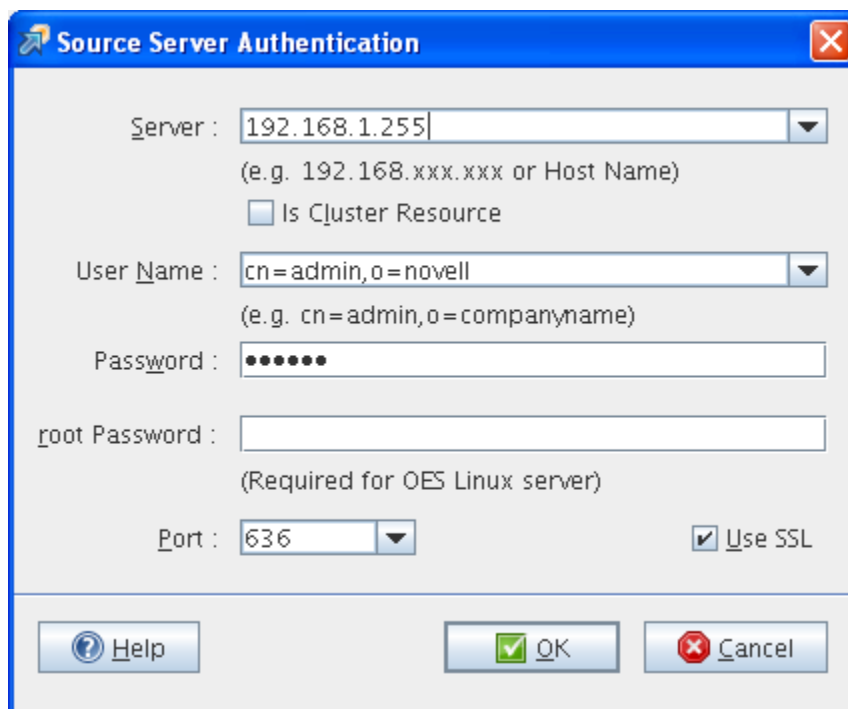 Source Server Authentication
Server : 192.168.1.255
(e.g. 192.168.xxx.xxx or Host Name)
Is Cluster Resource
User Name : cn=admin,o=novell
(e.g. cn=admin,o=companyname)
Password : ••••••
root Password :
(Required for OES Linux server)
Port : 636 Use SSL
Help OK Cancel